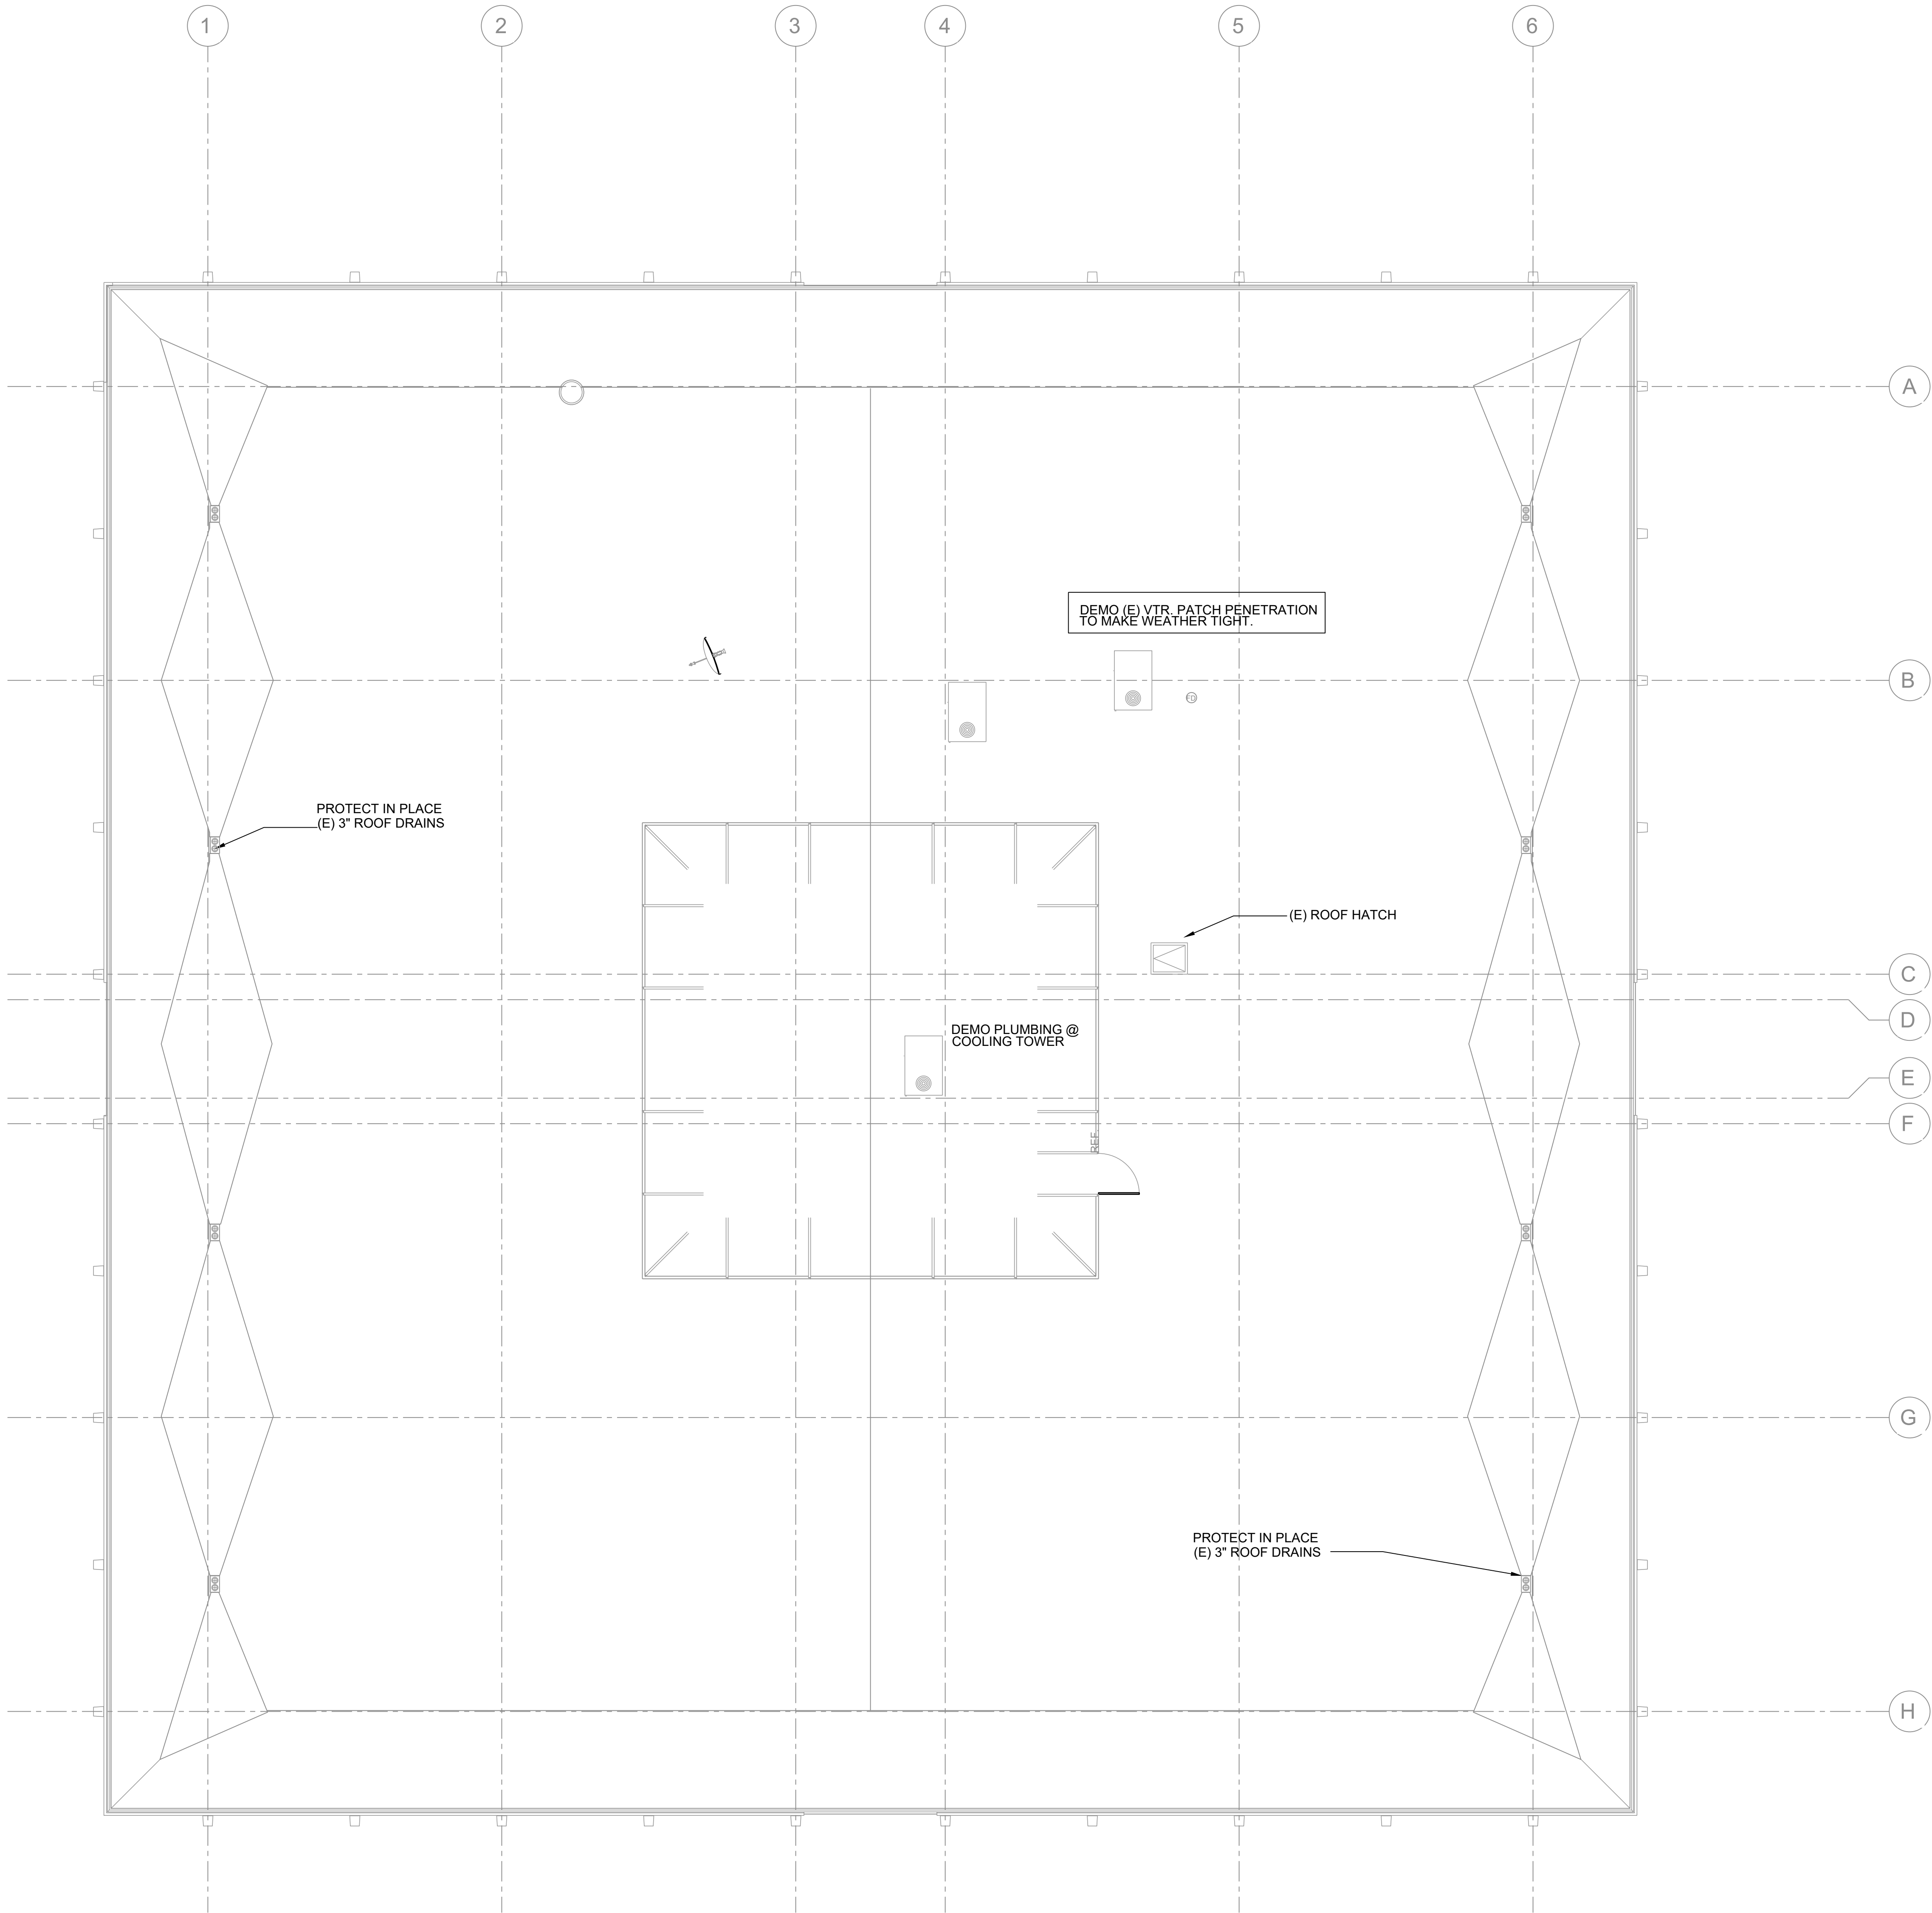 1
2
3
4
5
6
A
DEMO (E) VTR. PATCH PENETRATION
TO MAKE WEATHER TIGHT.
B
PROTECT IN PLACE
(E) 3" ROOF DRAINS
(E) ROOF HATCH
C
D
DEMO PLUMBING @
COOLING TOWER
E
F
REF.
G
PROTECT IN PLACE
(E) 3" ROOF DRAINS
H